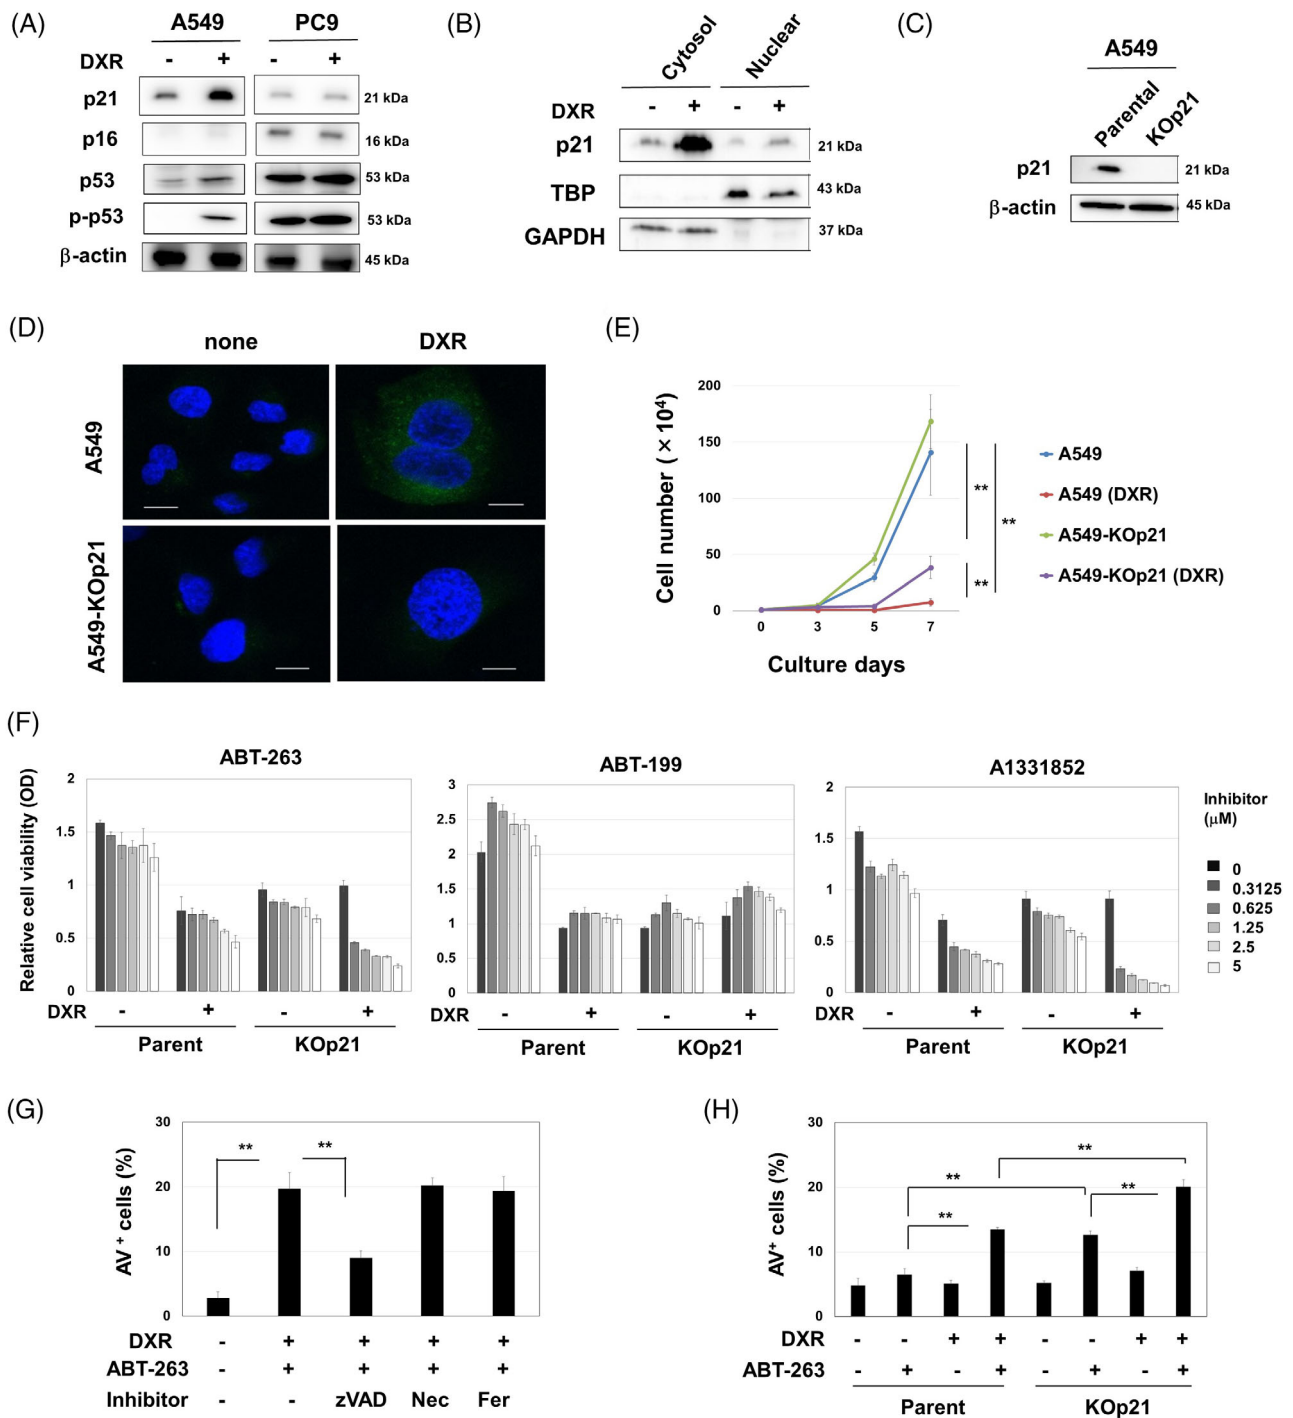 (A)
A549 PC9
DXR - + - +
p21 21 kDa
p16 16 kDa
p53 53 kDa
p-p53 53 kDa
β-actin 45 kDa
(B)
Cytosol Nuclear
DXR - + - +
p21 21 kDa
TBP 43 kDa
GAPDH 37 kDa
(C)
A549
Parental KOp21
p21 21 kDa
β-actin 45 kDa
(D)
none DXR
A549
A549-KOp21
(E)
Cell number ( × 10⁴)
200
150
100
50
0
0 3 5 7
Culture days
** ** **
A549
A549 (DXR)
A549-KOp21
A549-KOp21 (DXR)
(F)
ABT-263
Relative cell viability (OD)
2
1.5
1
0.5
0
DXR - + - +
Parent KOp21
ABT-199
3
2.5
2
1.5
1
0.5
0
DXR - + - +
Parent KOp21
A1331852
2
1.5
1
0.5
0
DXR - + - +
Parent KOp21
Inhibitor
(μM)
0
0.3125
0.625
1.25
2.5
5
(G)
AV⁺ cells (%)
30
20
10
0
** **
DXR - + + + +
ABT-263 - + + + +
Inhibitor - - zVAD Nec Fer
(H)
AV⁺ cells (%)
30
20
10
0
** ** ** **
DXR - - + + - - + +
ABT-263 - + - + - + - +
Parent KOp21